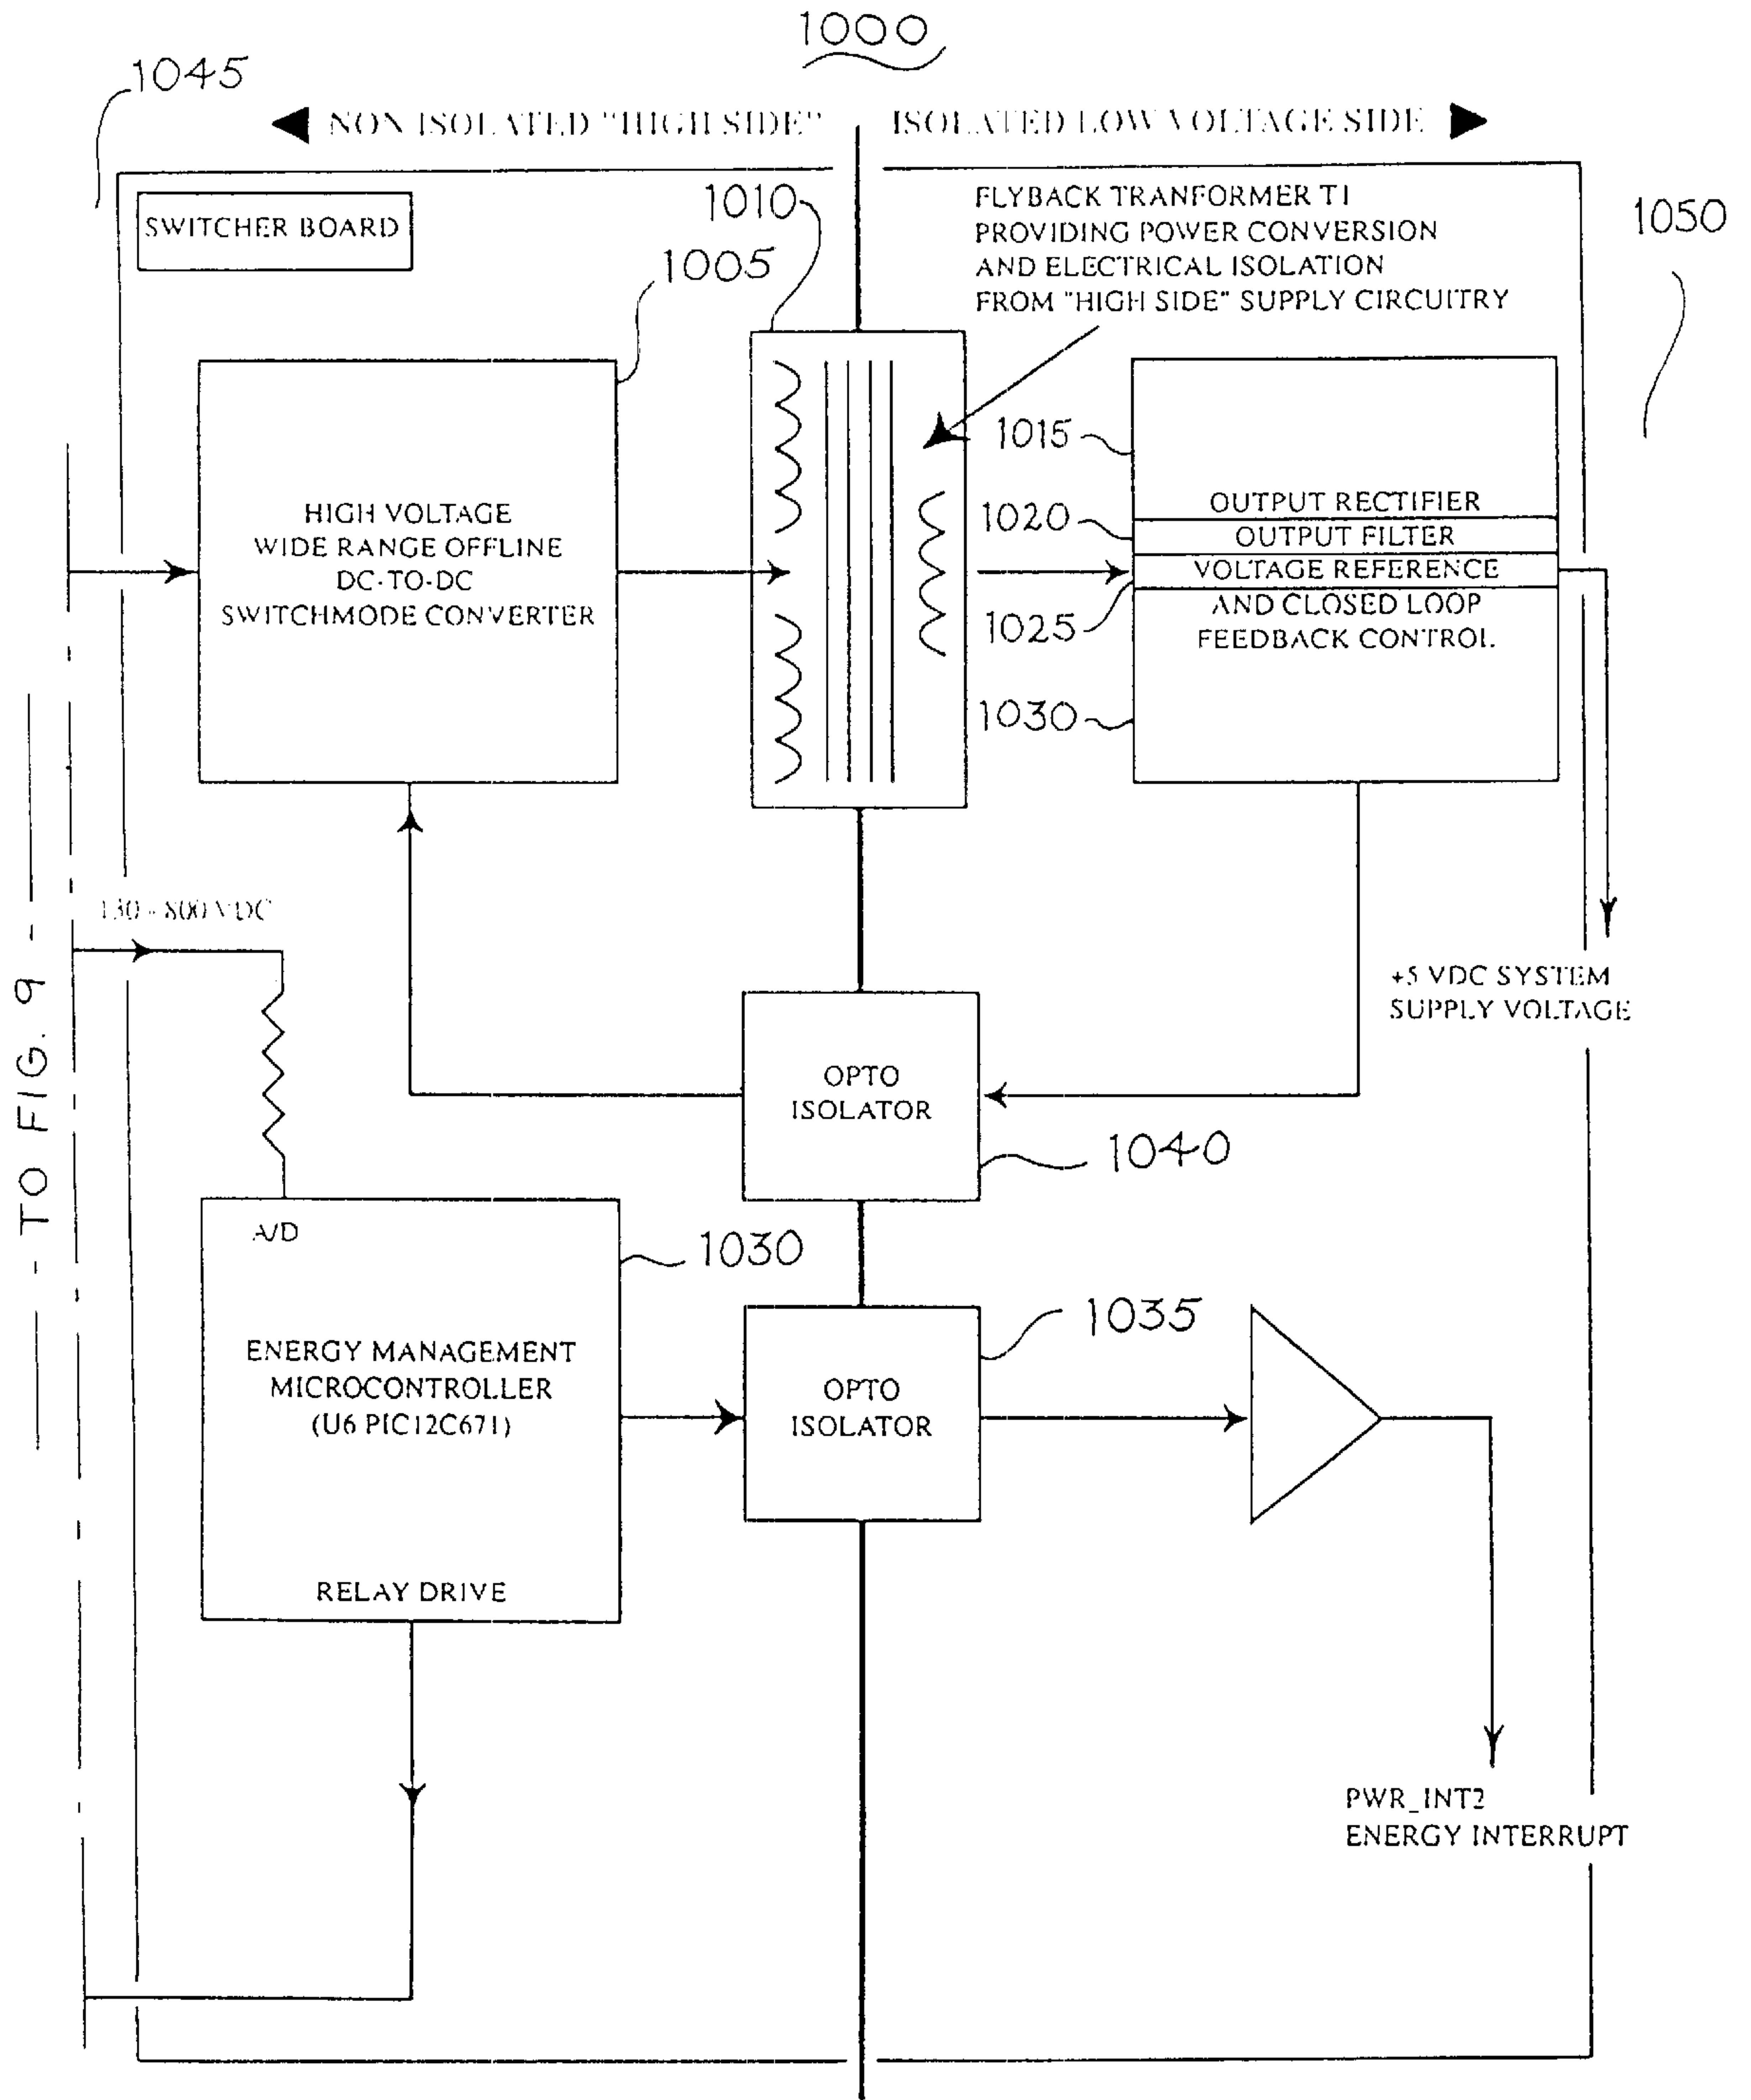 1000
1045
NON ISOLATED "HIGH SIDE"
ISOLATED LOW VOLTAGE SIDE
SWITCHER BOARD
1010
FLYBACK TRANFORMER T1
PROVIDING POWER CONVERSION
AND ELECTRICAL ISOLATION
FROM "HIGH SIDE" SUPPLY CIRCUITRY
1050
1005
HIGH VOLTAGE
WIDE RANGE OFFLINE
DC-TO-DC
SWITCHMODE CONVERTER
1015
1020
1025
1030
OUTPUT RECTIFIER
OUTPUT FILTER
VOLTAGE REFERENCE
AND CLOSED LOOP
FEEDBACK CONTROL
130 - 800 VDC
+5 VDC SYSTEM
SUPPLY VOLTAGE
- TO FIG. 9 -
OPTO
ISOLATOR
1040
A/D
1030
ENERGY MANAGEMENT
MICROCONTROLLER
(U6 PIC12C671)
RELAY DRIVE
OPTO
ISOLATOR
1035
PWR_INT2
ENERGY INTERRUPT